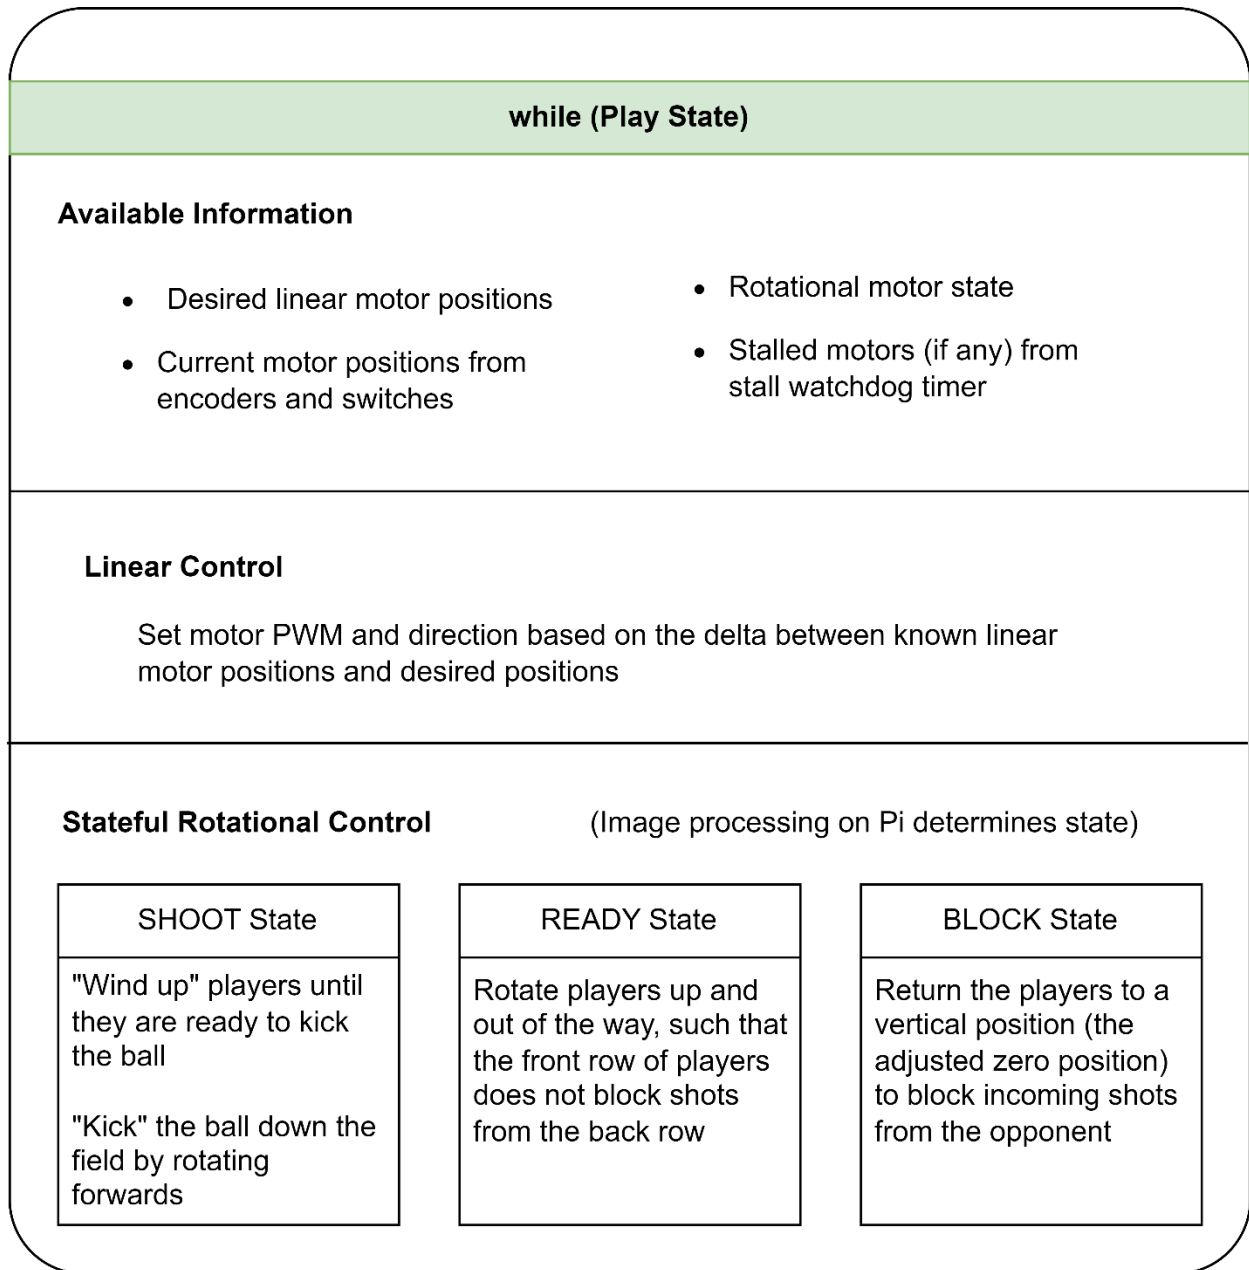 while (Play State)
Available Information
Desired linear motor positions
Current motor positions from
encoders and switches
Rotational motor state
Stalled motors (if any) from
stall watchdog timer
Linear Control
Set motor PWM and direction based on the delta between known linear
motor positions and desired positions
Stateful Rotational Control
(Image processing on Pi determines state)
SHOOT State
"Wind up" players until
they are ready to kick
the ball
"Kick" the ball down the
field by rotating
forwards
READY State
Rotate players up and
out of the way, such that
the front row of players
does not block shots
from the back row
BLOCK State
Return the players to a
vertical position (the
adjusted zero position)
to block incoming shots
from the opponent